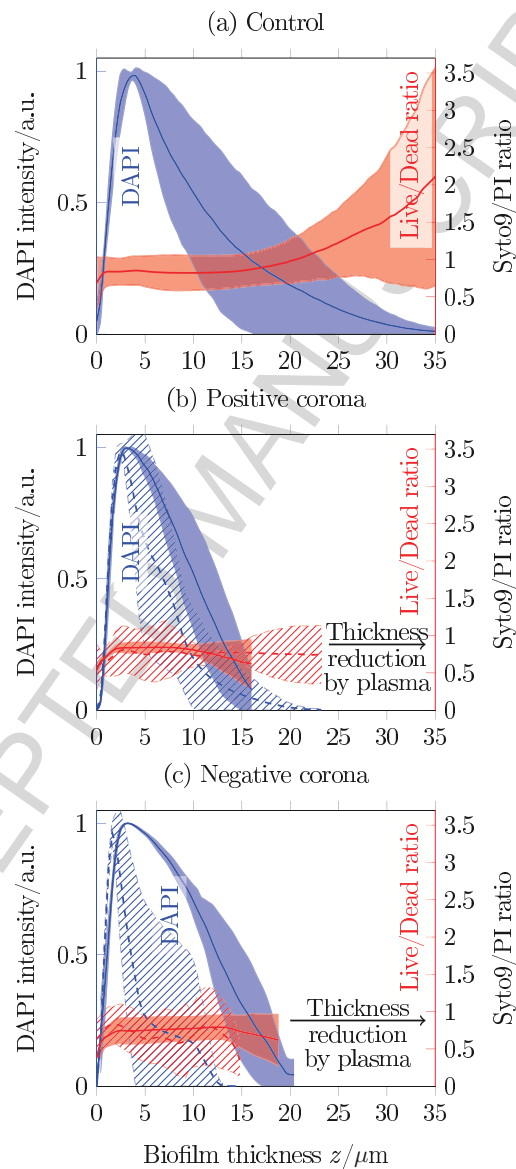 (a) Control
DAPI intensity/a.u.
1
0.5
0
DAPI
Live/Dead ratio
3.5
3
2.5
2
1.5
1
0.5
0
Syto9/PI ratio
0 5 10 15 20 25 30 35
(b) Positive corona
DAPI intensity/a.u.
1
0.5
0
DAPI
Live/Dead ratio
Thickness
reduction
by plasma
3.5
3
2.5
2
1.5
1
0.5
0
Syto9/PI ratio
0 5 10 15 20 25 30 35
(c) Negative corona
DAPI intensity/a.u.
1
0.5
0
DAPI
Live/Dead ratio
Thickness
reduction
by plasma
3.5
3
2.5
2
1.5
1
0.5
0
Syto9/PI ratio
0 5 10 15 20 25 30 35
Biofilm thickness z/μm